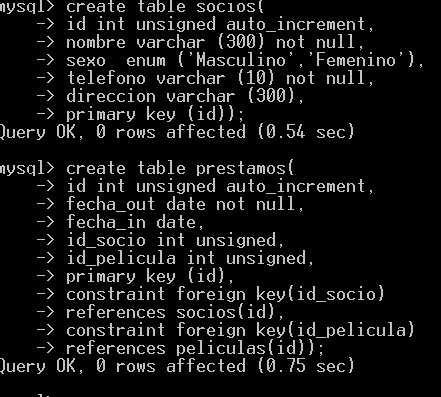 mysql> create table socios(
    -> id int unsigned auto_increment,
    -> nombre varchar (300) not null,
    -> sexo  enum ('Masculino','Femenino'),
    -> telefono varchar (10) not null,
    -> direccion varchar (300),
    -> primary key (id));
Query OK, 0 rows affected (0.54 sec)

mysql> create table prestamos(
    -> id int unsigned auto_increment,
    -> fecha_out date not null,
    -> fecha_in date,
    -> id_socio int unsigned,
    -> id_pelicula int unsigned,
    -> primary key (id),
    -> constraint foreign key(id_socio)
    -> references socios(id),
    -> constraint foreign key(id_pelicula)
    -> references peliculas(id));
Query OK, 0 rows affected (0.75 sec)